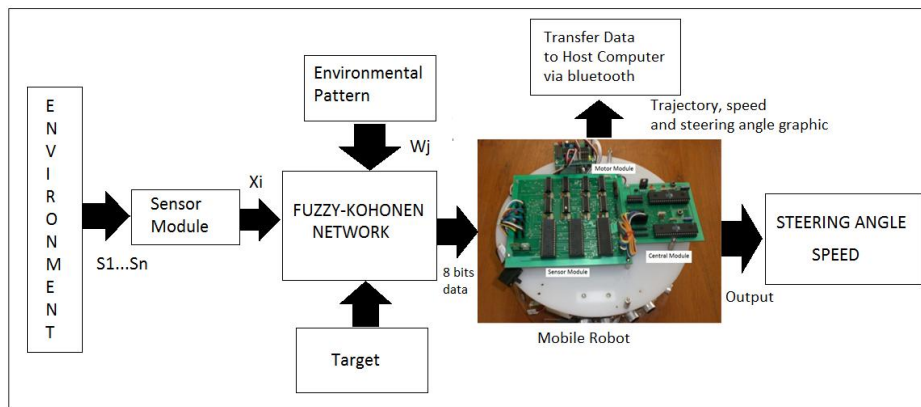 ENVIRONMENT
S1...Sn
Sensor
Module
Xi
Environmental
Pattern
Wj
FUZZY-KOHONEN
NETWORK
Target
8 bits
data
Transfer Data
to Host Computer
via bluetooth
Trajectory, speed
and steering angle graphic
Motor Module
Sensor Module
Central Module
Mobile Robot
Output
STEERING ANGLE
SPEED